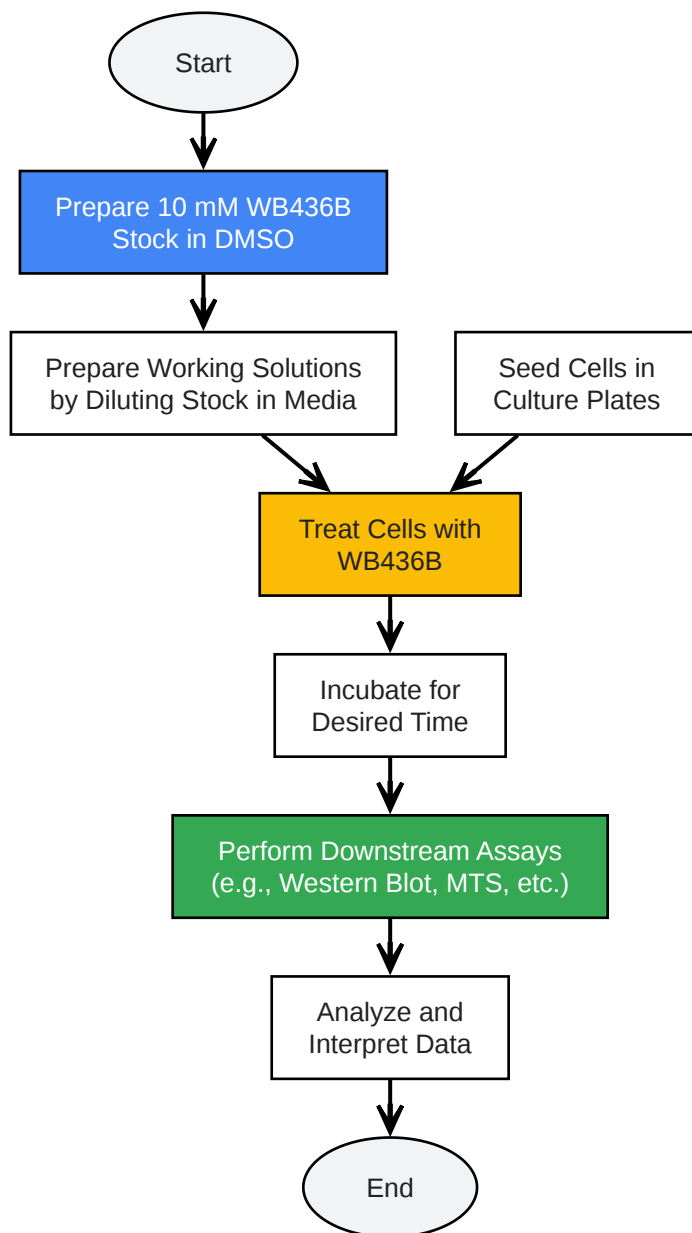 Start
Prepare 10 mM WB436B
Stock in DMSO
Prepare Working Solutions
by Diluting Stock in Media
Seed Cells in
Culture Plates
Treat Cells with
WB436B
Incubate for
Desired Time
Perform Downstream Assays
(e.g., Western Blot, MTS, etc.)
Analyze and
Interpret Data
End